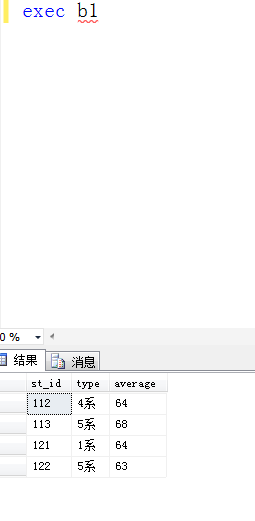 exec b1
0 %
结果 消息
st_id type average
112 4系 64
113 5系 68
121 1系 64
122 5系 63